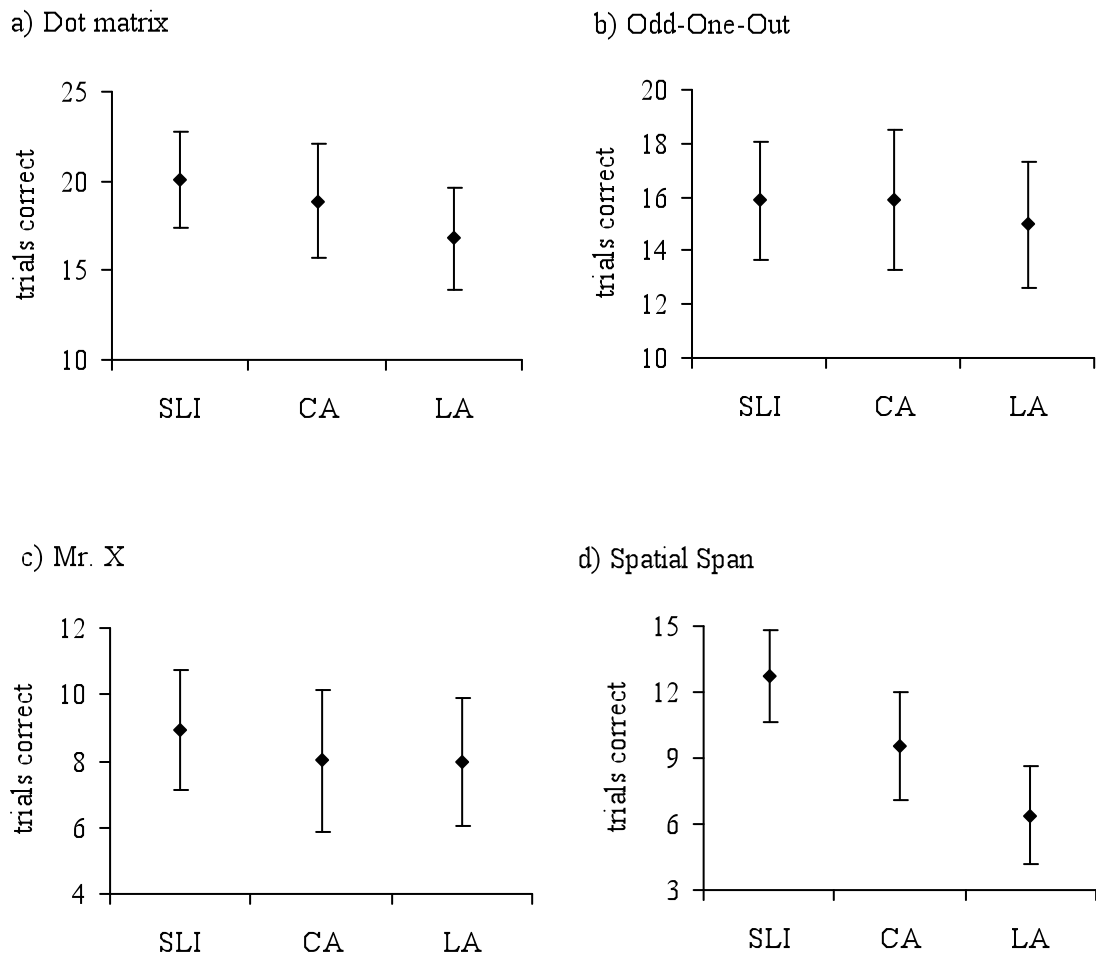 a) Dot matrix
25
20
15
10
trials correct
SLI CA LA
b) Odd-One-Out
20
18
16
14
12
10
trials correct
SLI CA LA
c) Mr. X
12
10
8
6
4
trials correct
SLI CA LA
d) Spatial Span
15
12
9
6
3
trials correct
SLI CA LA